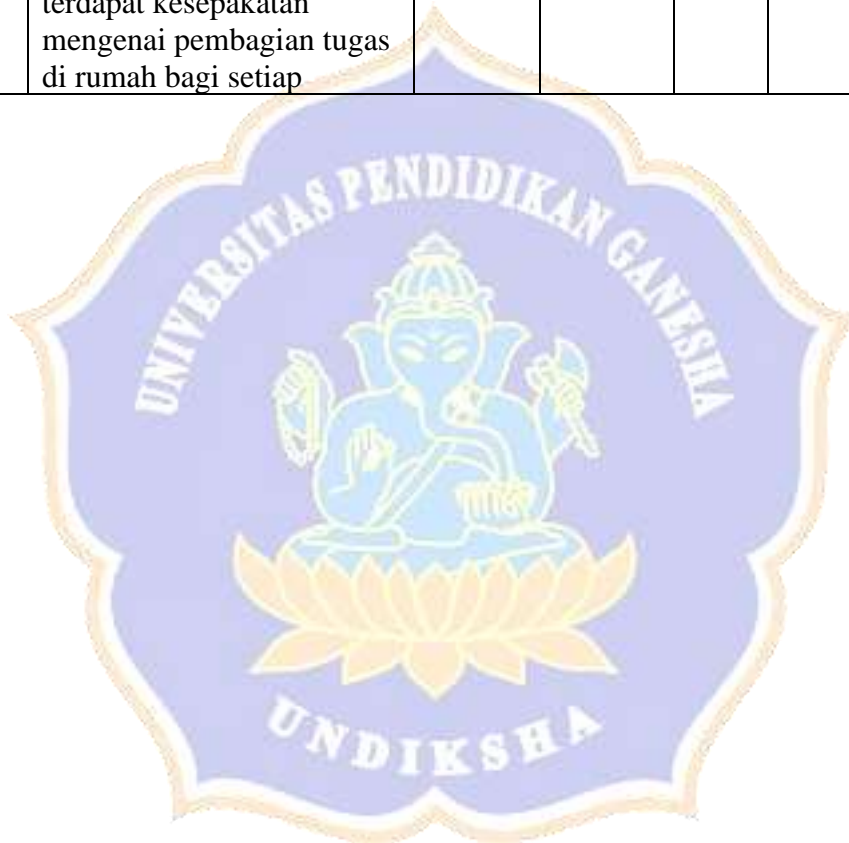 terdapat kesepakatan
mengenai pembagian tugas
di rumah bagi setiap
UNIVERSITAS PENDIDIKAN GANESHA
UNDIKSHA